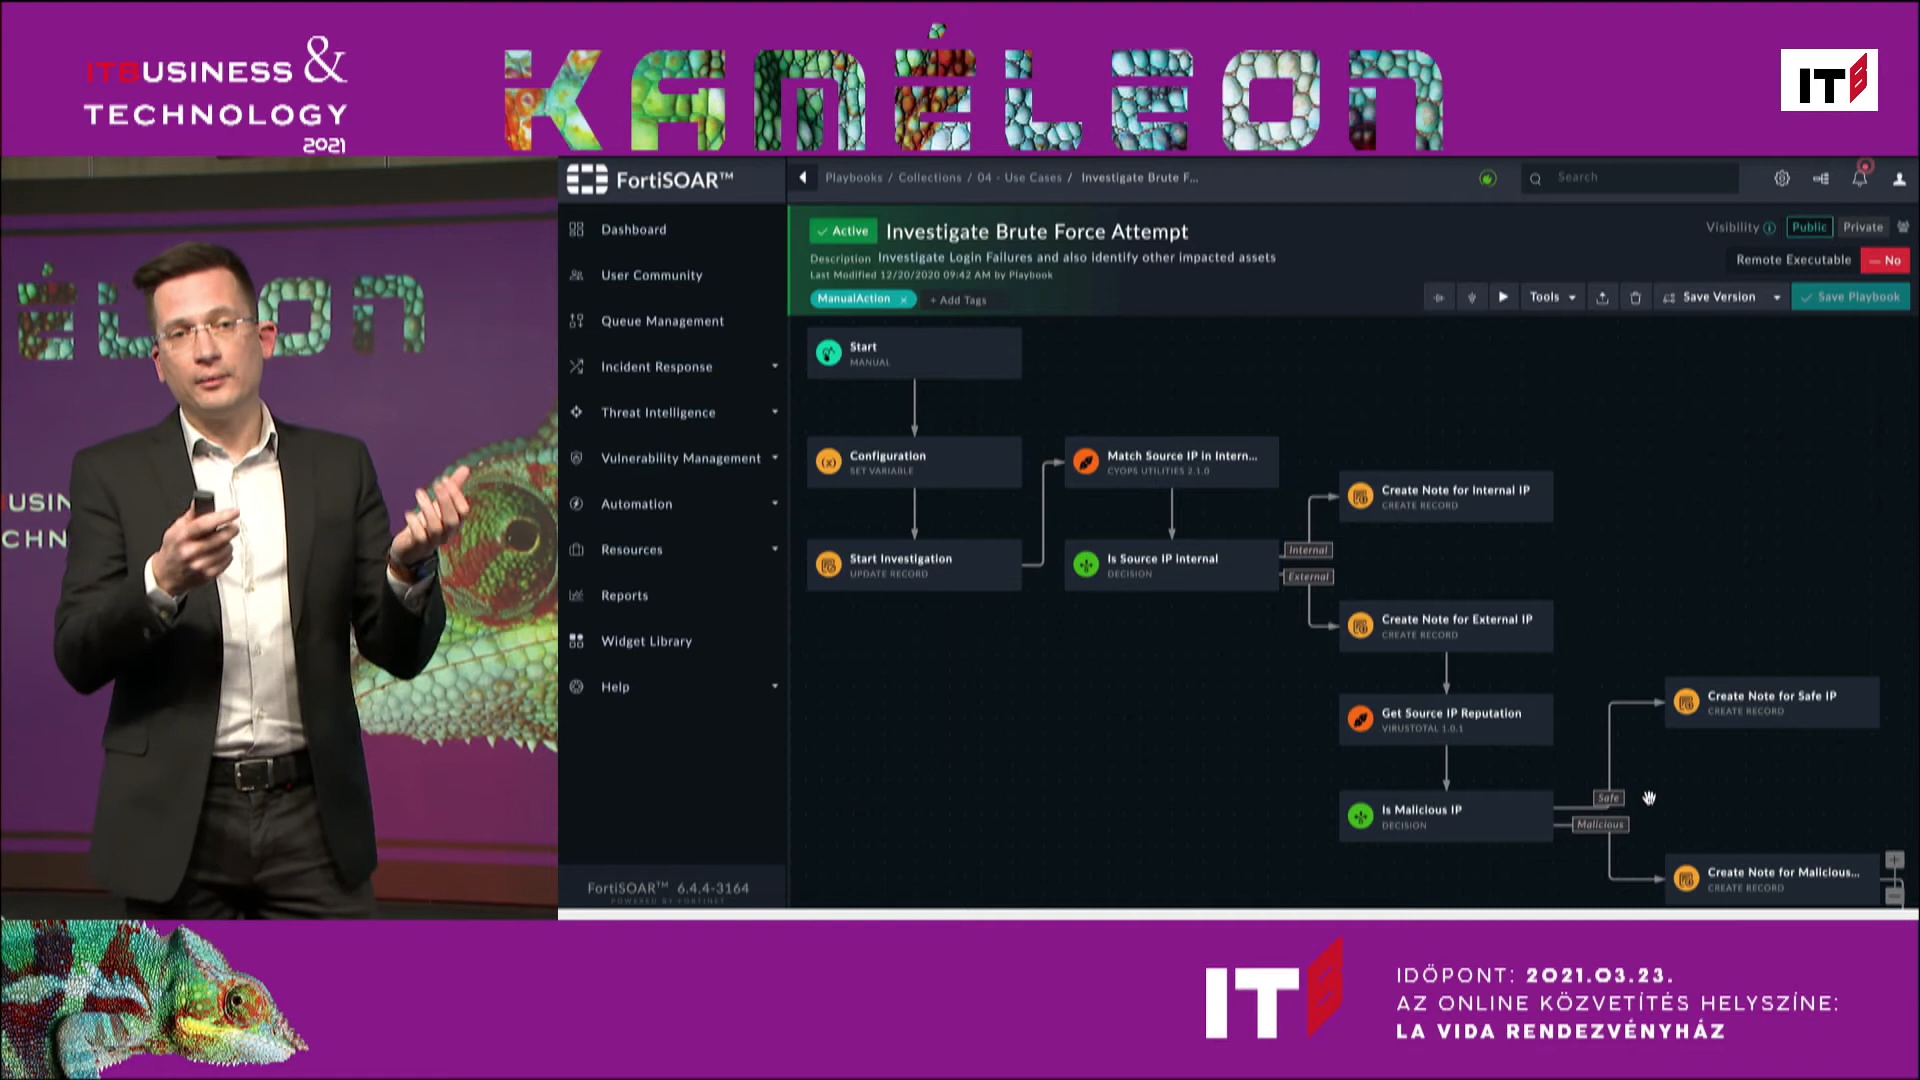 ITBUSINESS &
TECHNOLOGY
2021
KAMÉLEON
ITB
ÉLEON
USIN
CHN
FortiSOAR™
Playbooks / Collections / 04 - Use Cases / Investigate Brute F...
Search
Dashboard
User Community
Queue Management
Incident Response
Threat Intelligence
Vulnerability Management
Automation
Resources
Reports
Widget Library
Help
FortiSOAR™ 6.4.4-3164
POWERED BY FORTINET
Active
Investigate Brute Force Attempt
Visibility
Public
Private
Description Investigate Login Failures and also identify other impacted assets
Remote Executable
No
Last Modified 12/20/2020 09:42 AM by Playbook
ManualAction ×
+ Add Tags
Tools
Save Version
Save Playbook
Start
MANUAL
Configuration
SET VARIABLE
Start Investigation
UPDATE RECORD
Match Source IP in Intern...
CYOPS UTILITIES 2.1.0
Is Source IP Internal
DECISION
Internal
External
Create Note for Internal IP
CREATE RECORD
Create Note for External IP
CREATE RECORD
Get Source IP Reputation
VIRUSTOTAL 1.0.1
Is Malicious IP
DECISION
Safe
Malicious
Create Note for Safe IP
CREATE RECORD
Create Note for Malicious...
CREATE RECORD
ITB
IDŐPONT: 2021.03.23.
AZ ONLINE KÖZVETÍTÉS HELYSZÍNE:
LA VIDA RENDEZVÉNYHÁZ